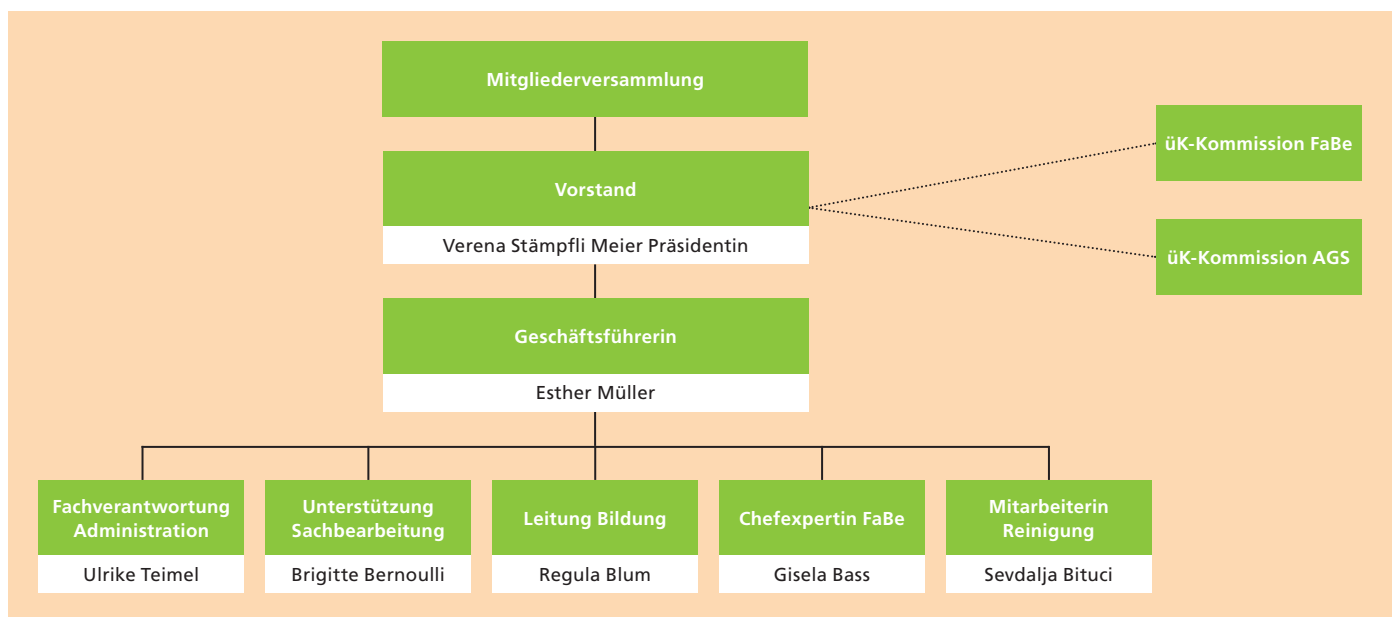 Mitgliederversammlung
üK-Kommission FaBe
Vorstand
Verena Stämpfli Meier Präsidentin
üK-Kommission AGS
Geschäftsführerin
Esther Müller
Fachverantwortung
Administration
Ulrike Teimel
Unterstützung
Sachbearbeitung
Brigitte Bernoulli
Leitung Bildung
Regula Blum
Chefexpertin FaBe
Gisela Bass
Mitarbeiterin
Reinigung
Sevdalja Bituci